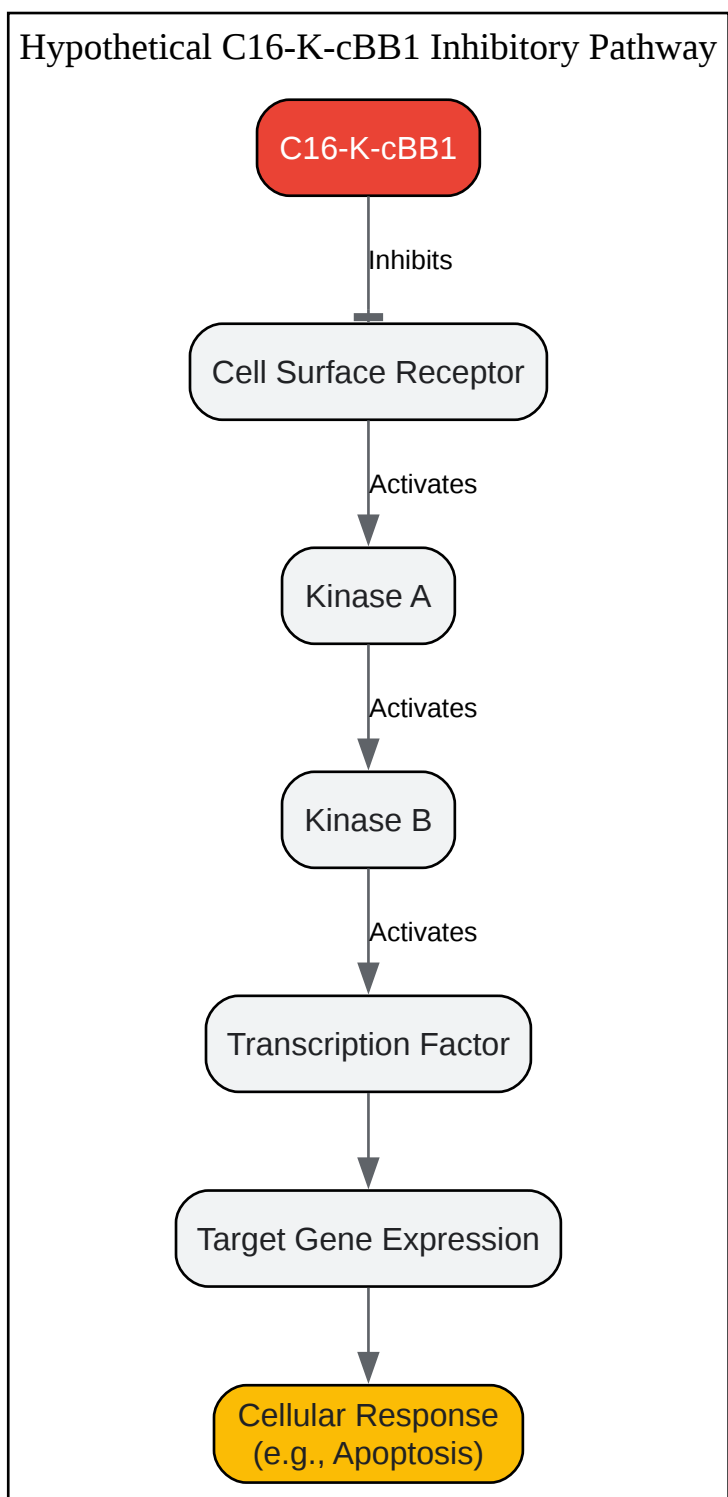 Hypothetical C16-K-cBB1 Inhibitory Pathway
C16-K-cBB1
Inhibits
Cell Surface Receptor
Activates
Kinase A
Activates
Kinase B
Activates
Transcription Factor
Target Gene Expression
Cellular Response
(e.g., Apoptosis)